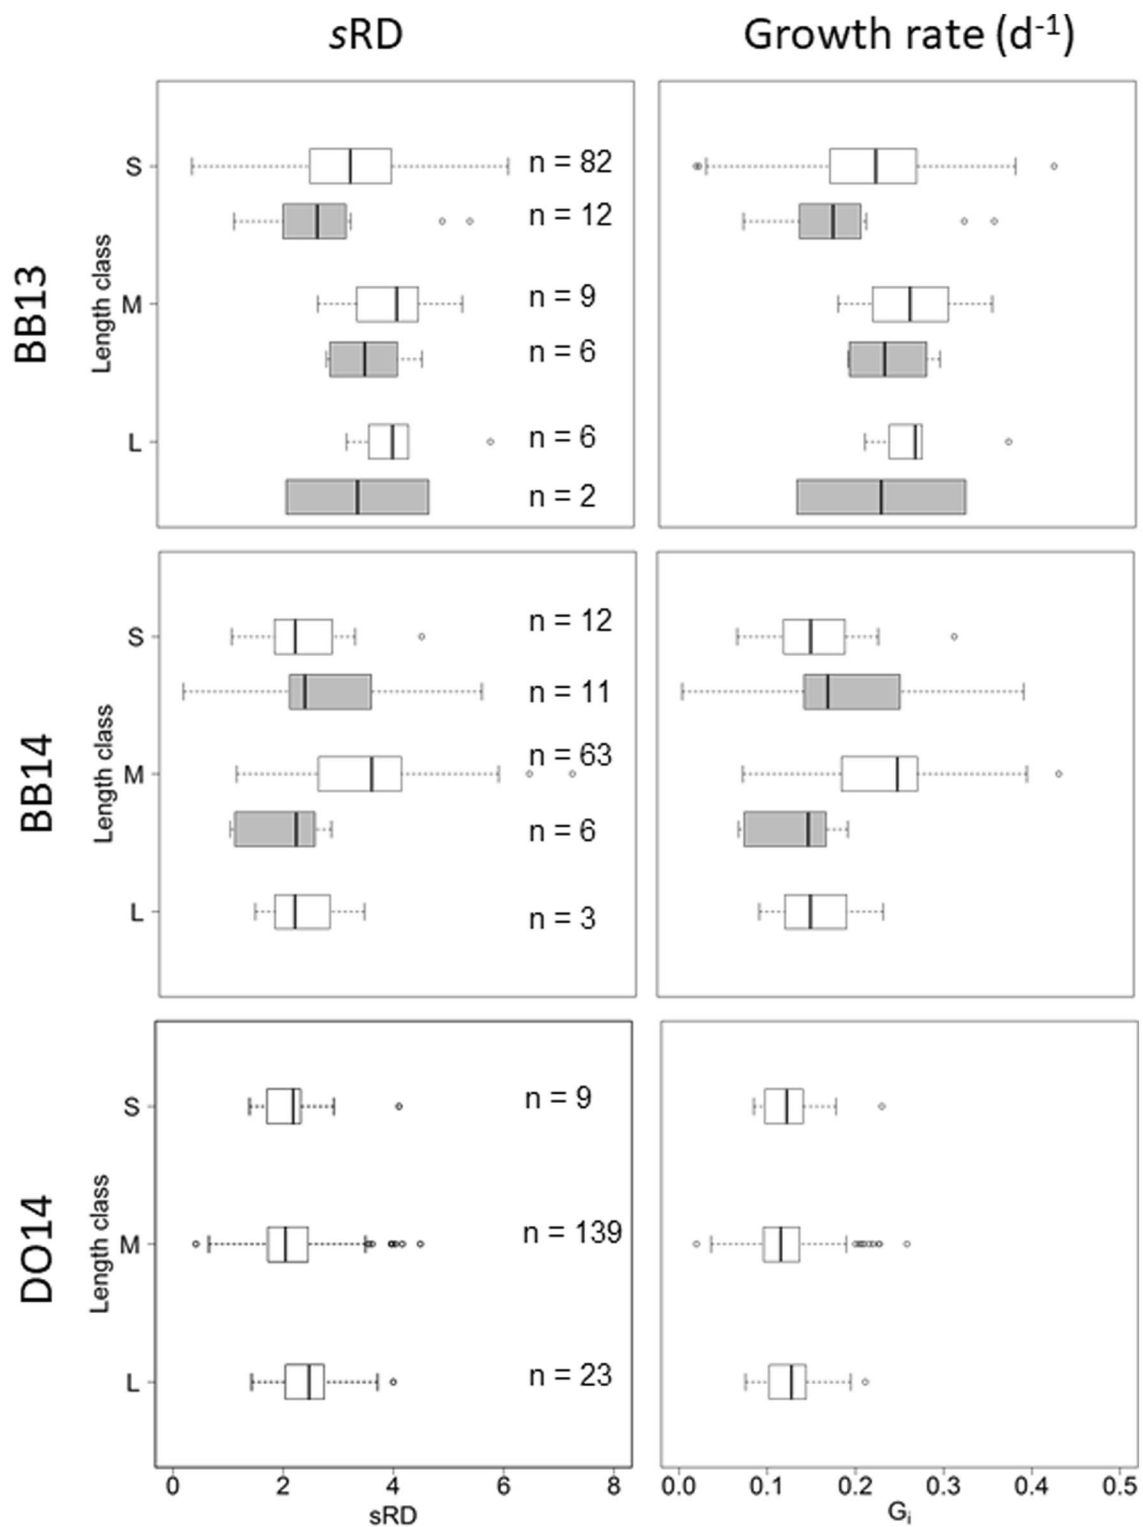 sRD
Growth rate (d-1)
BB13
Length class
S
M
L
n = 82
n = 12
n = 9
n = 6
n = 6
n = 2
BB14
Length class
S
M
L
n = 12
n = 11
n = 63
n = 6
n = 3
DO14
Length class
S
M
L
n = 9
n = 139
n = 23
0 2 4 6 8
sRD
0.0 0.1 0.2 0.3 0.4 0.5
Gi